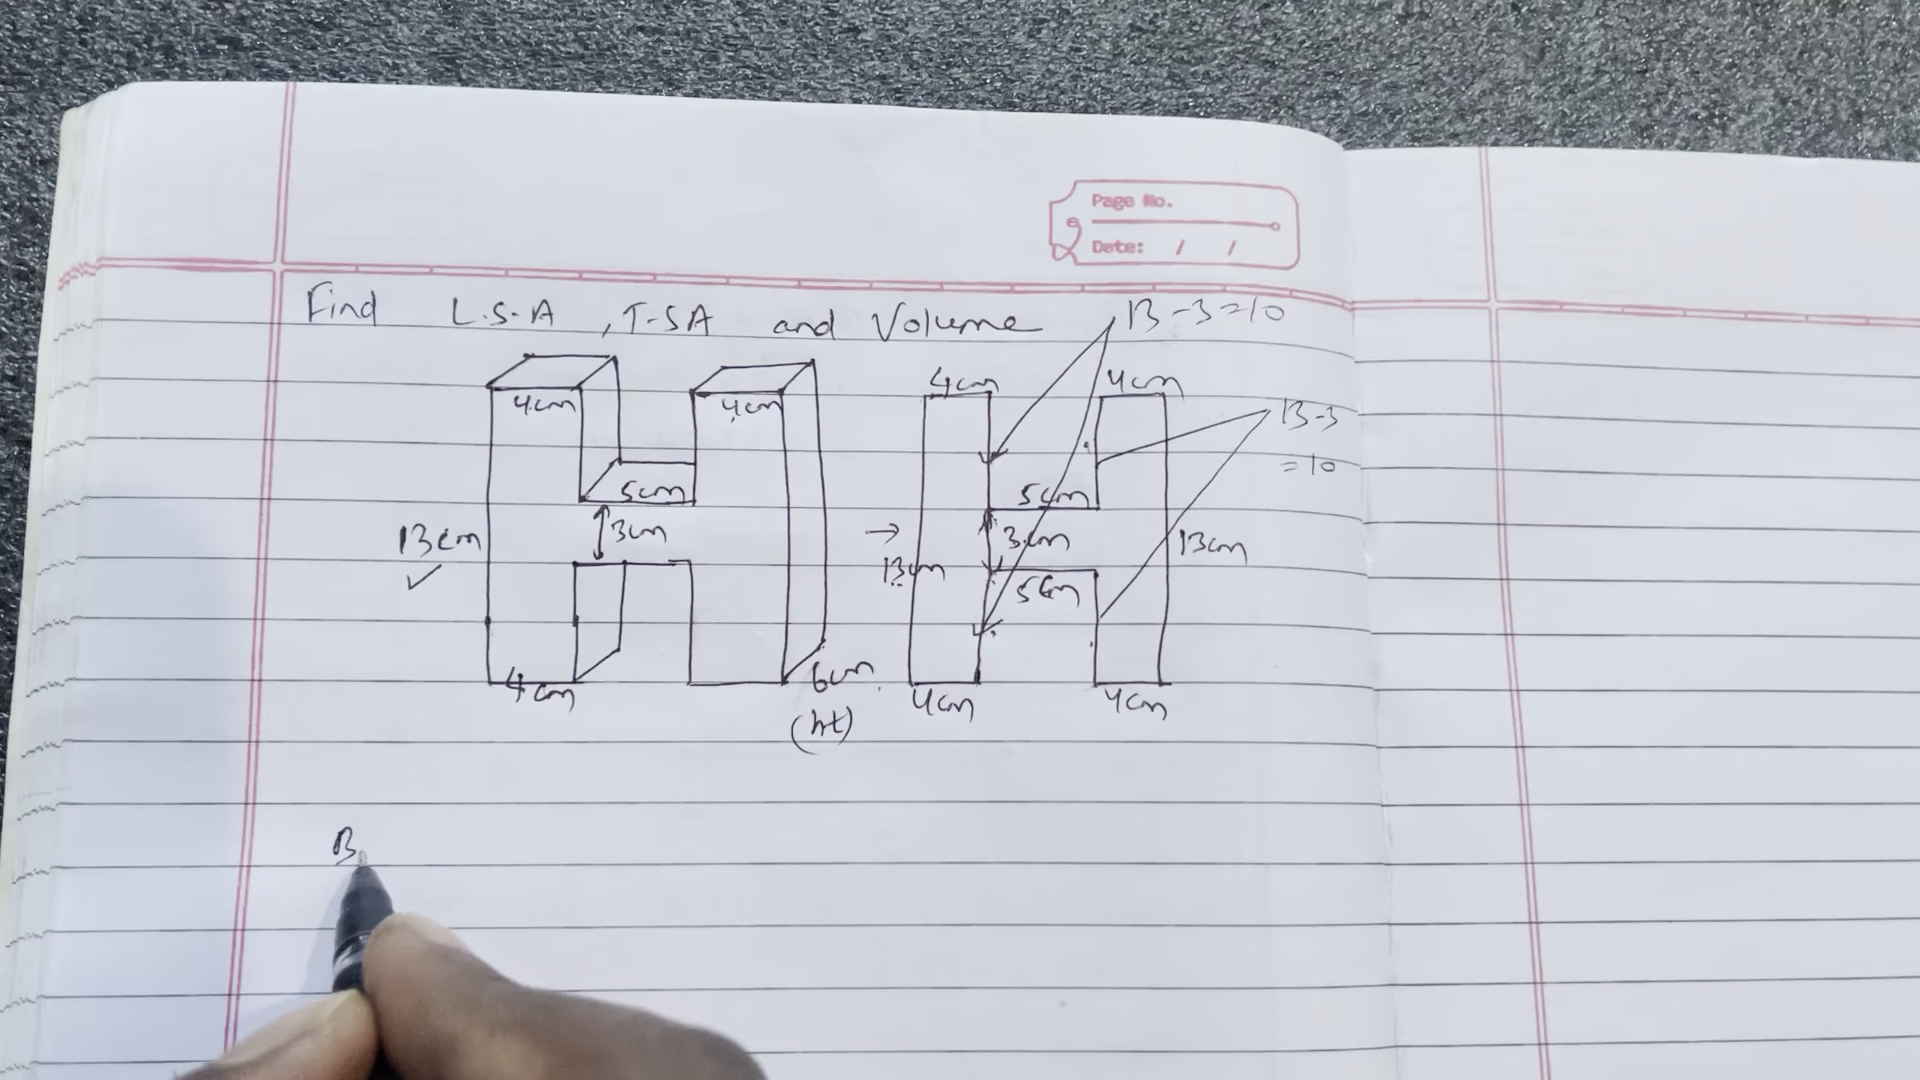 Page No.
Date: / /
Find L.S.A , T-SA and Volume
13-3=10
4cm 4cm 4cm 4cm
13-3
=10
5cm 5cm
13cm 3cm → 3cm 13cm
13cm
5cm
4cm 6cm 4cm 4cm
(ht)
B